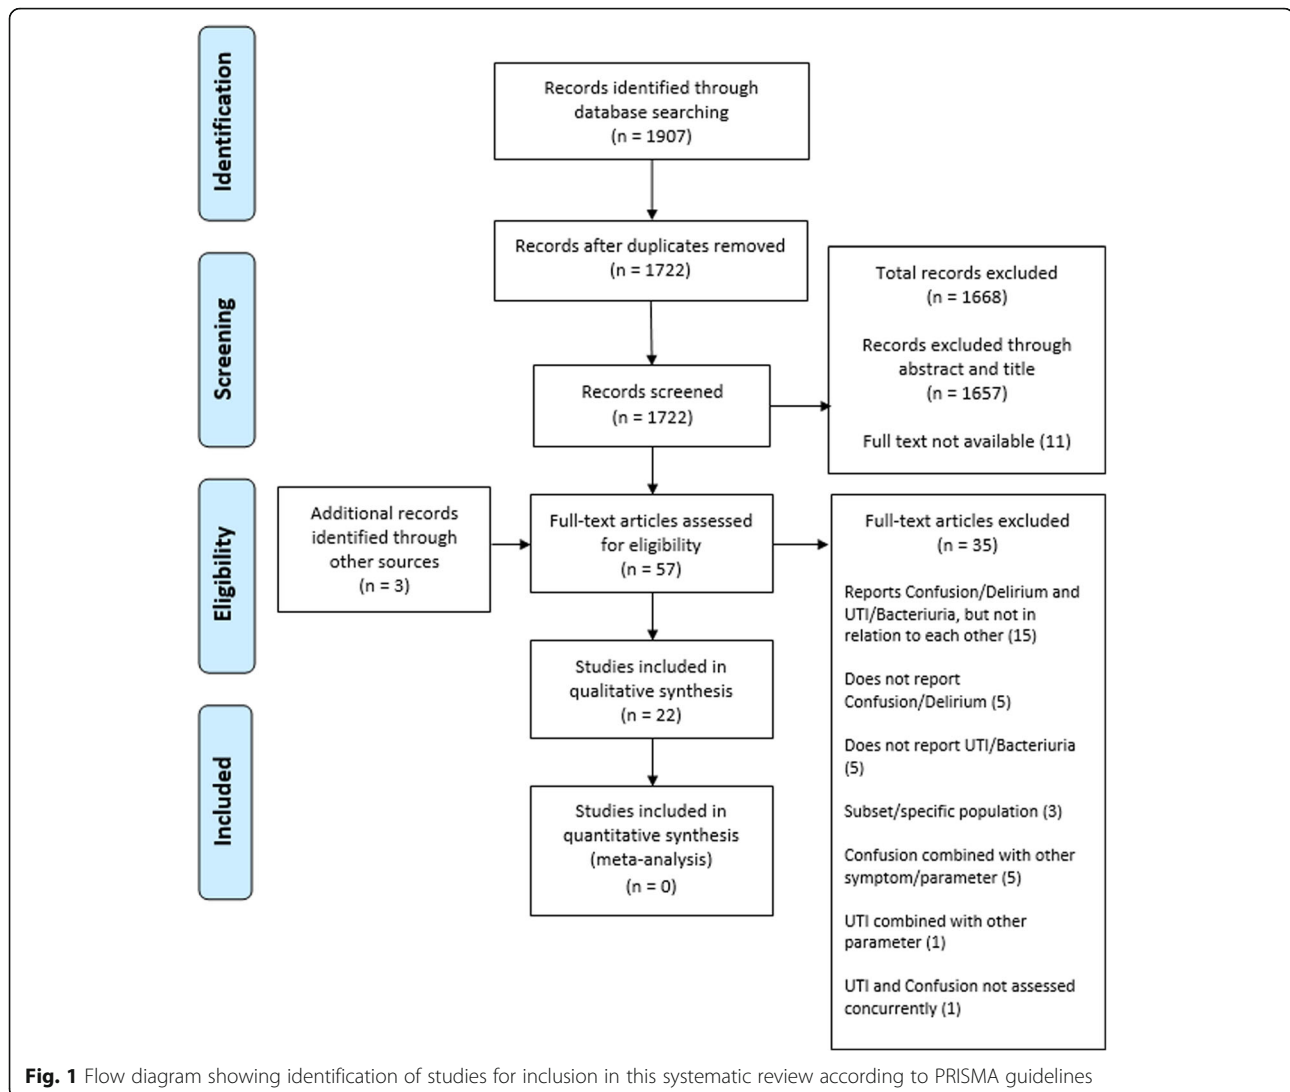 Identification
Records identified through
database searching
(n = 1907)
Records after duplicates removed
(n = 1722)
Screening
Records screened
(n = 1722)
Total records excluded
(n = 1668)
Records excluded through
abstract and title
(n = 1657)
Full text not available (11)
Eligibility
Additional records
identified through
other sources
(n = 3)
Full-text articles assessed
for eligibility
(n = 57)
Full-text articles excluded
(n = 35)
Reports Confusion/Delirium and
UTI/Bacteriuria, but not in
relation to each other (15)
Does not report
Confusion/Delirium (5)
Does not report UTI/Bacteriuria
(5)
Subset/specific population (3)
Confusion combined with other
symptom/parameter (5)
UTI combined with other
parameter (1)
UTI and Confusion not assessed
concurrently (1)
Studies included in
qualitative synthesis
(n = 22)
Included
Studies included in
quantitative synthesis
(meta-analysis)
(n = 0)
Fig. 1 Flow diagram showing identification of studies for inclusion in this systematic review according to PRISMA guidelines